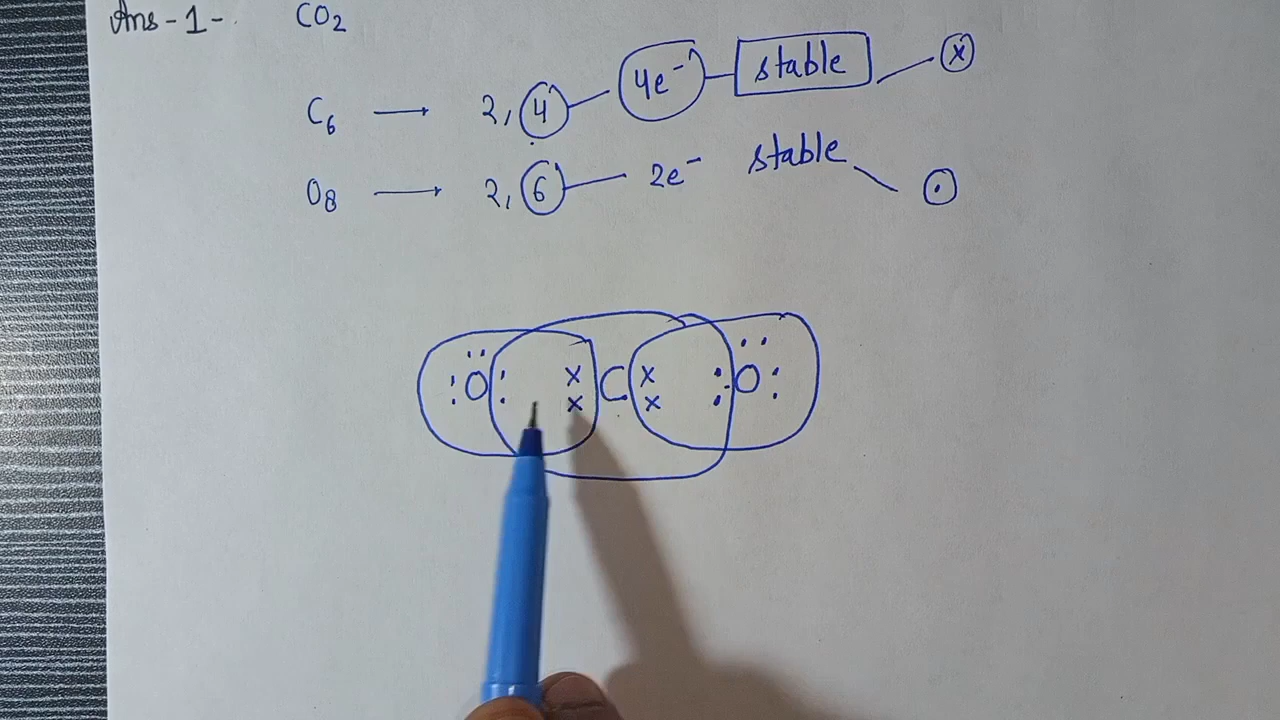 Ans - 1 - CO₂
C₆ → 2, 4 — 4e⁻ — stable — x
O₈ → 2, 6 — 2e⁻ stable — .
O C O